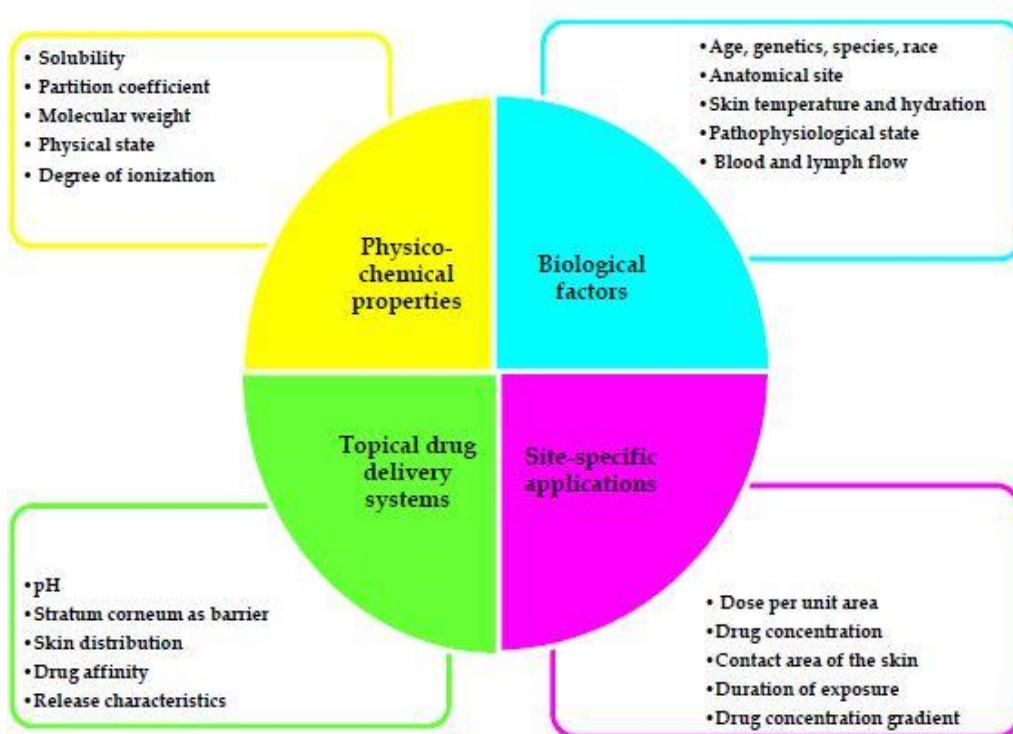 • Solubility
• Partition coefficient
• Molecular weight
• Physical state
• Degree of ionization
•Age, genetics, species, race
•Anatomical site
•Skin temperature and hydration
•Pathophysiological state
• Blood and lymph flow
Physico-
chemical
properties
Biological
factors
Topical drug
delivery
systems
Site-specific
applications
•pH
•Stratum corneum as barrier
•Skin distribution
•Drug affinity
•Release characteristics
• Dose per unit area
•Drug concentration
•Contact area of the skin
•Duration of exposure
•Drug concentration gradient